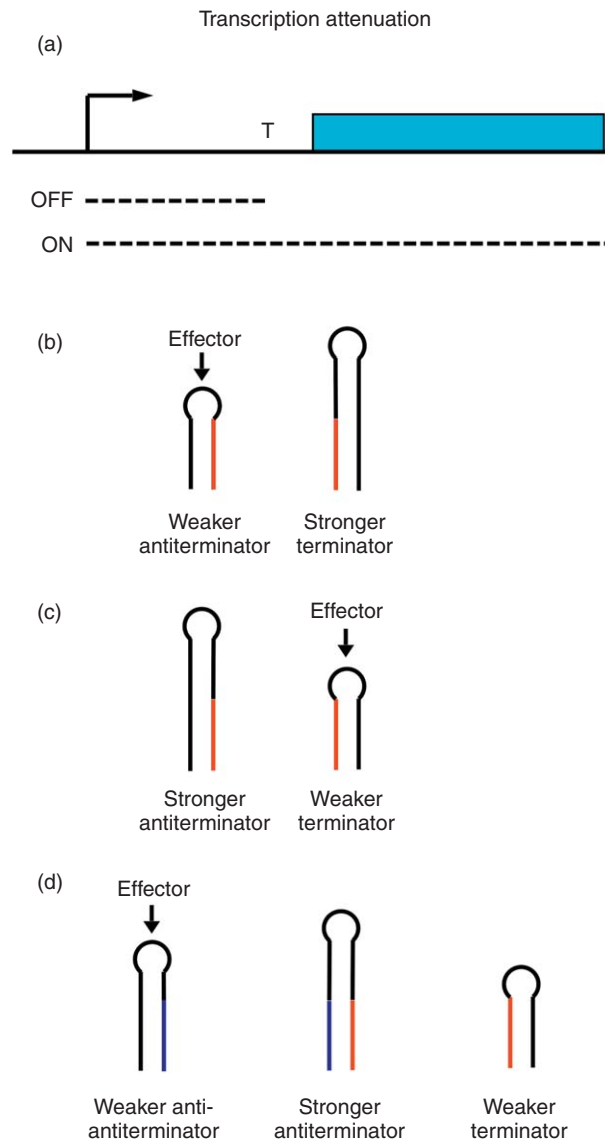 Transcription attenuation
(a)
T
OFF
ON
(b)
Effector
Weaker
antiterminator
Stronger
terminator
(c)
Effector
Stronger
antiterminator
Weaker
terminator
(d)
Effector
Weaker anti-
antiterminator
Stronger
antiterminator
Weaker
terminator